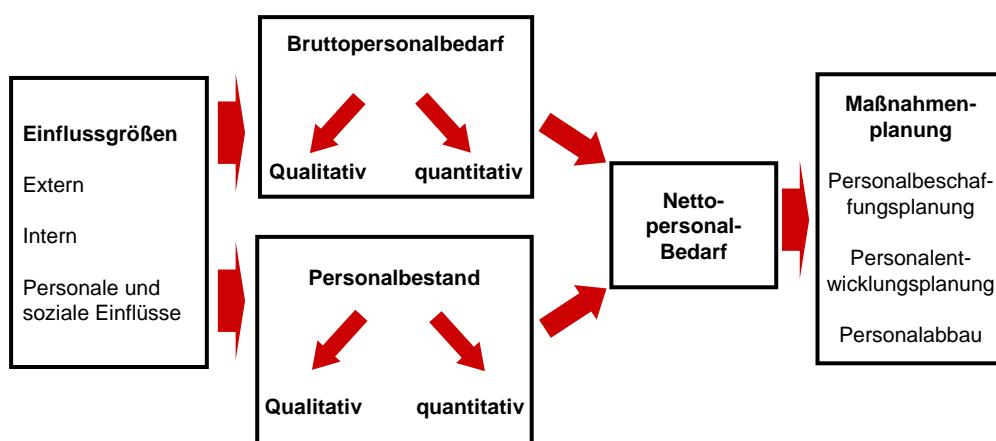 Einflussgrößen
Extern
Intern
Personale und
soziale Einflüsse
Bruttopersonalbedarf
Qualitativ quantitativ
Personalbestand
Qualitativ quantitativ
Netto-
personal-
Bedarf
Maßnahmen-
planung
Personalbeschaf-
fungsplanung
Personalent-
wicklungsplanung
Personalabbau